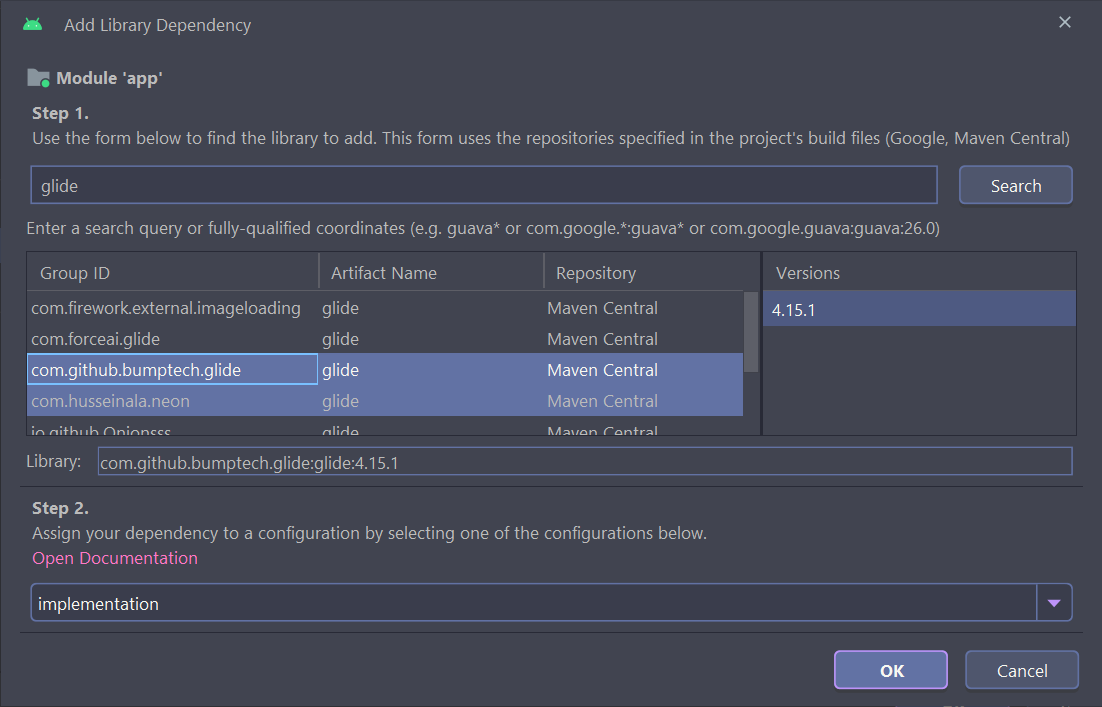 Add Library Dependency
Module 'app'
Step 1.
Use the form below to find the library to add. This form uses the repositories specified in the project's build files (Google, Maven Central)
glide
Search
Enter a search query or fully-qualified coordinates (e.g. guava* or com.google.*:guava* or com.google.guava:guava:26.0)
Group ID Artifact Name Repository Versions
com.firework.external.imageloading glide Maven Central 4.15.1
com.forceai.glide glide Maven Central
com.github.bumptech.glide glide Maven Central
com.husseinala.neon glide Maven Central
io.github.Onionsss glide Maven Central
Library: com.github.bumptech.glide:glide:4.15.1
Step 2.
Assign your dependency to a configuration by selecting one of the configurations below.
Open Documentation
implementation
OK Cancel